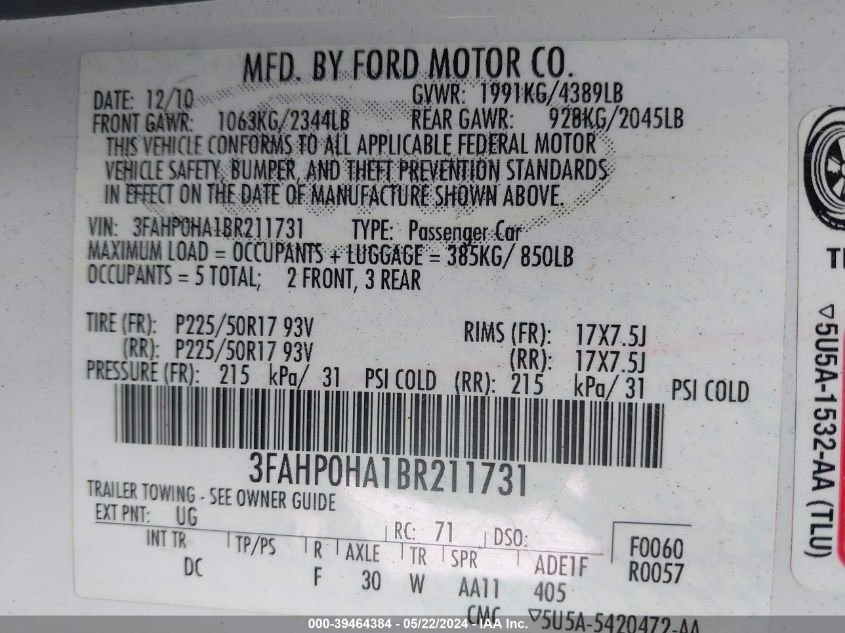 MFD. BY FORD MOTOR CO.
DATE: 12/10 GVWR: 1991KG/4389LB
FRONT GAWR: 1063KG/2344LB REAR GAWR: 928KG/2045LB
THIS VEHICLE CONFORMS TO ALL APPLICABLE FEDERAL MOTOR
VEHICLE SAFETY, BUMPER, AND THEFT PREVENTION STANDARDS
IN EFFECT ON THE DATE OF MANUFACTURE SHOWN ABOVE.
VIN: 3FAHP0HA1BR211731 TYPE: Passenger Car
MAXIMUM LOAD = OCCUPANTS + LUGGAGE = 385KG/ 850LB
OCCUPANTS = 5 TOTAL; 2 FRONT, 3 REAR
TIRE (FR): P225/50R17 93V RIMS (FR): 17X7.5J
(RR): P225/50R17 93V (RR): 17X7.5J
PRESSURE (FR): 215 kPa/ 31 PSI COLD (RR): 215 kPa/ 31 PSI COLD
3FAHP0HA1BR211731
TRAILER TOWING - SEE OWNER GUIDE
EXT PNT: UG RC: 71 DSO:
INT TR TP/PS R AXLE TR SPR ADE1F F0060
DC F 30 W AA11 405 R0057
CMC ▽5U5A-5420472-AA
▽5U5A-1532-AA (TLU)
000-39464384 - 05/22/2024 - IAA Inc.